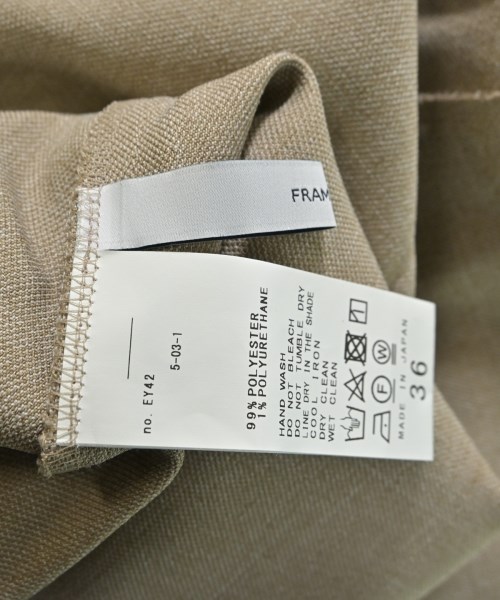 FRAM
no. EY42
5-03-1
99% POLYESTER
1% POLYURETHANE
HAND WASH
DO NOT BLEACH
DO NOT TUMBLE DRY
LINE DRY IN THE SHADE
COOL IRON
DRY CLEAN
WET CLEAN
F W
MADE IN JAPAN
36